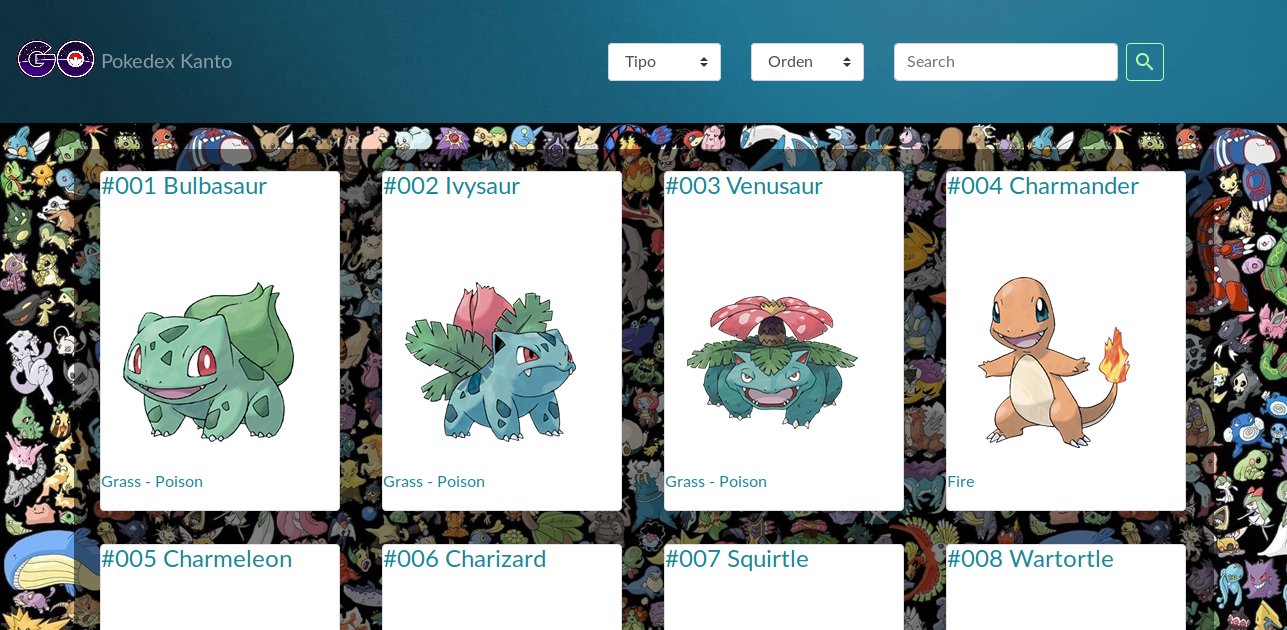 GO Pokedex Kanto Tipo Orden Search
#001 Bulbasaur #002 Ivysaur #003 Venusaur #004 Charmander
Grass - Poison Grass - Poison Grass - Poison Fire
#005 Charmeleon #006 Charizard #007 Squirtle #008 Wartortle